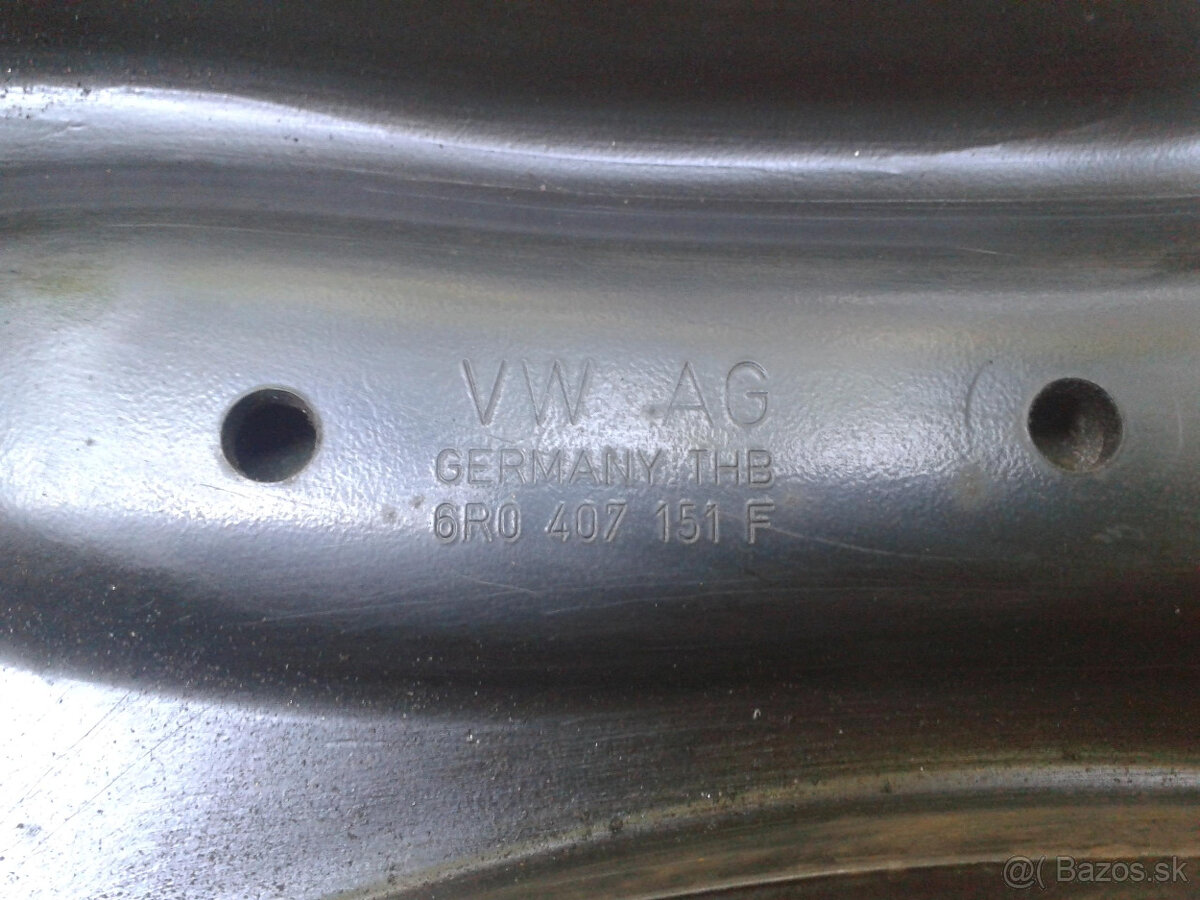 VW AG
GERMANY THB
6R0 407 151 F
@( Bazos.sk